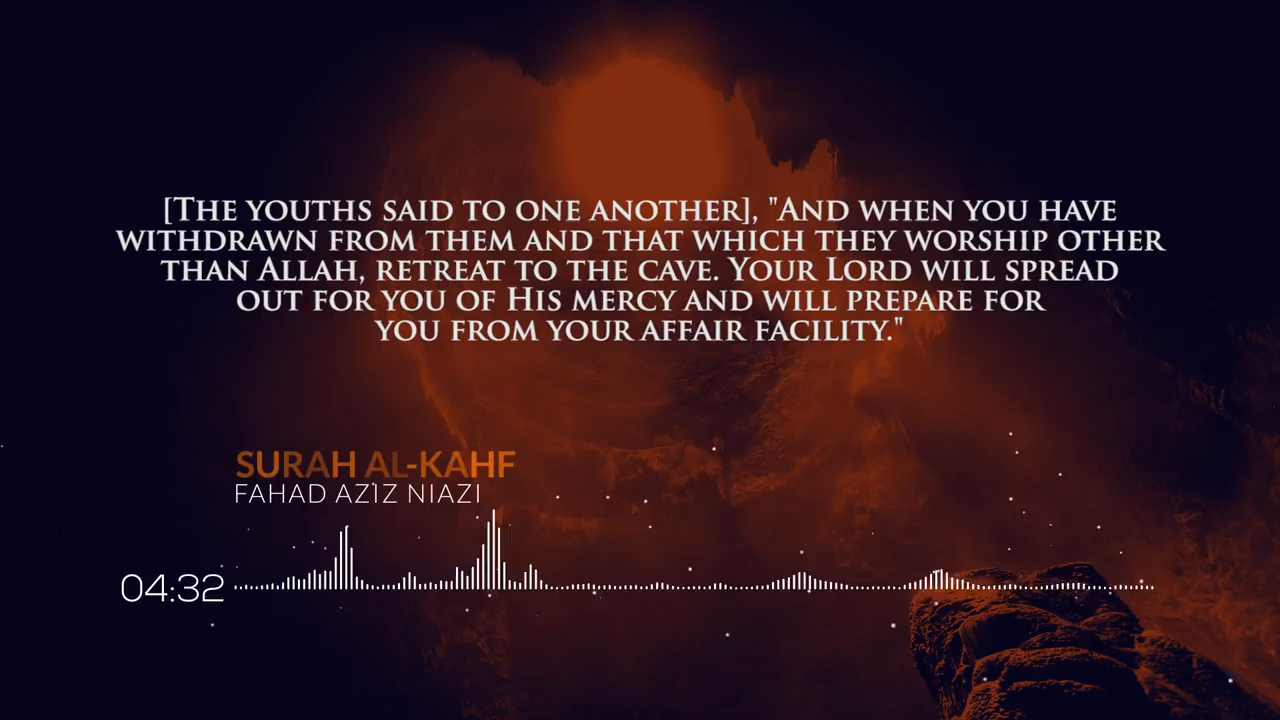 [The youths said to one another], "And when you have
withdrawn from them and that which they worship other
than Allah, retreat to the cave. Your Lord will spread
out for you of His mercy and will prepare for
you from your affair facility."
SURAH AL-KAHF
FAHAD AZIZ NIAZI
04:32